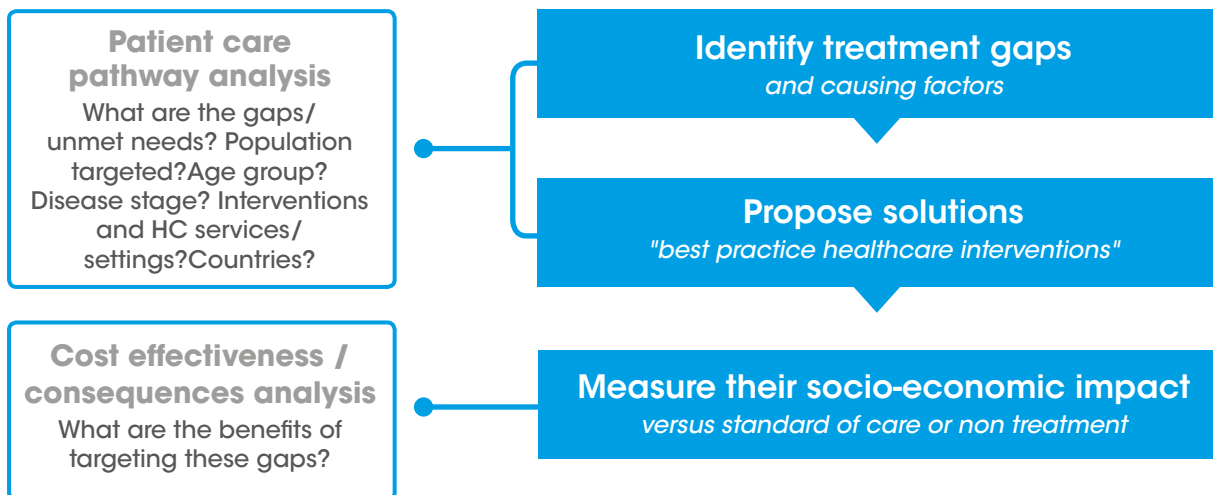 Patient care
pathway analysis
What are the gaps/
unmet needs? Population
targeted?Age group?
Disease stage? Interventions
and HC services/
settings?Countries?
Identify treatment gaps
and causing factors
Propose solutions
"best practice healthcare interventions"
Cost effectiveness /
consequences analysis
What are the benefits of
targeting these gaps?
Measure their socio-economic impact
versus standard of care or non treatment